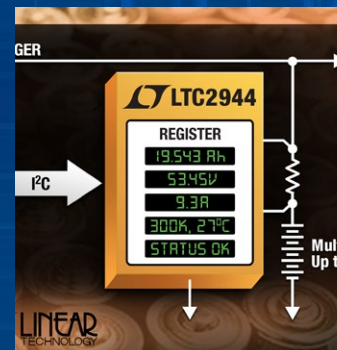 GER
LTC2944
REGISTER
19.543 Ah
53.45V
9.3A
300K, 27°C
STATUS OK
I²C
Mul
Up t
LINEAR
TECHNOLOGY